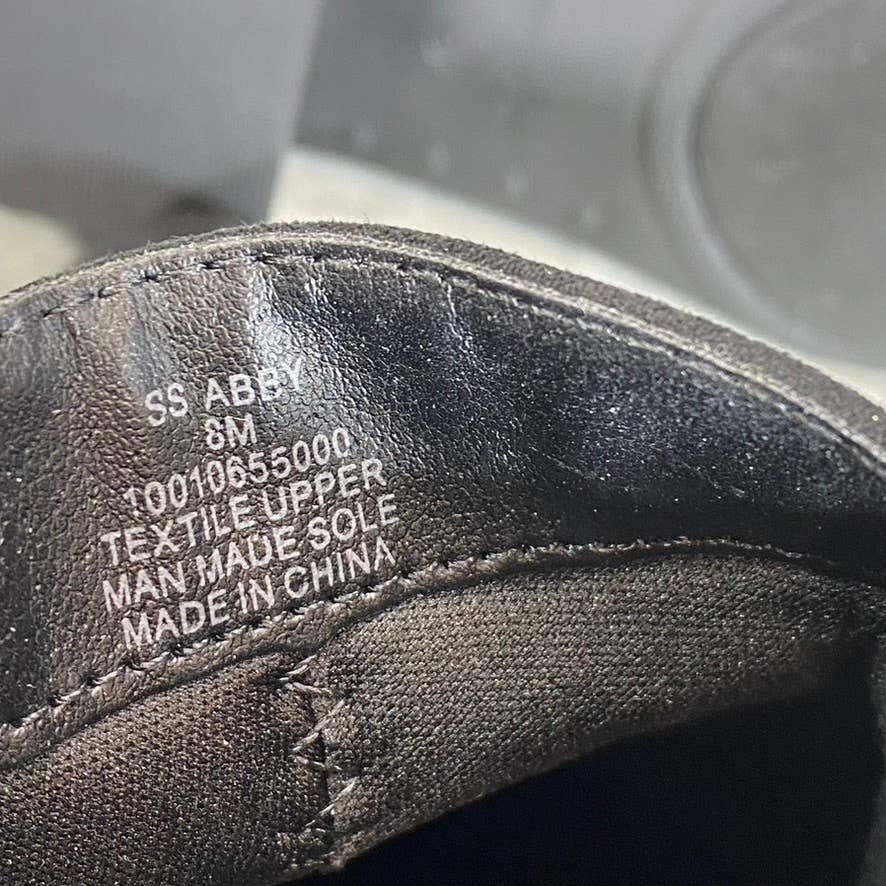 SS ABBY
8M
10010655000
TEXTILE UPPER
MAN MADE SOLE
MADE IN CHINA